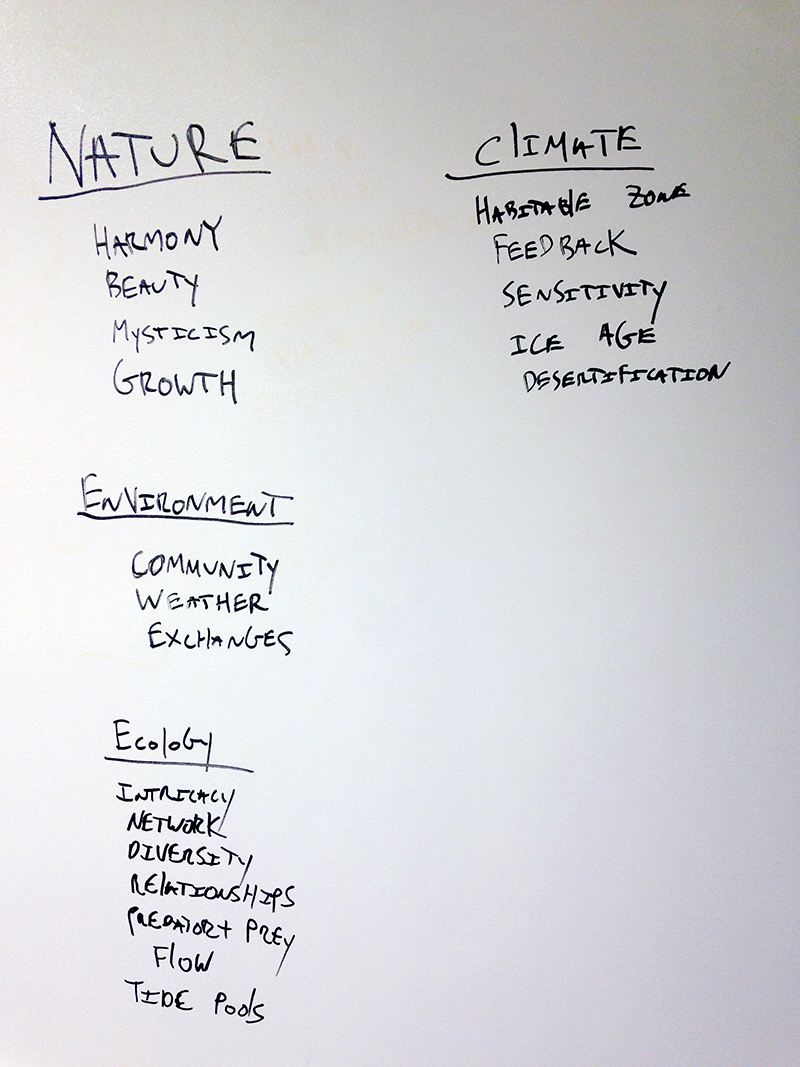 NATURE
HARMONY
BEAUTY
MYSTICISM
GROWTH
ENVIRONMENT
COMMUNITY
WEATHER
EXCHANGES
Ecology
INTRICACY
NETWORK
DIVERSITY
RELATIONSHIPS
PREDATOR + PREY
FLOW
TIDE POOLS
CLIMATE
HABITABLE ZONE
FEEDBACK
SENSITIVITY
ICE AGE
DESERTIFICATION